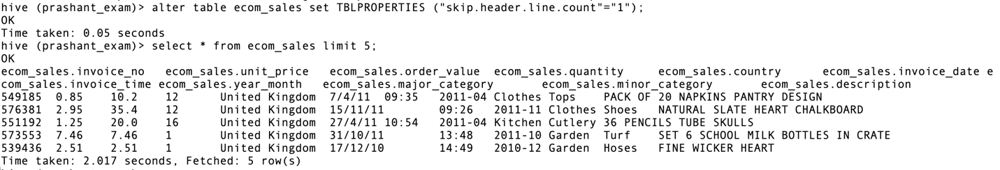 hive (prashant_exam)> alter table ecom_sales set TBLPROPERTIES ("skip.header.line.count"="1");
OK
Time taken: 0.05 seconds
hive (prashant_exam)> select * from ecom_sales limit 5;
OK
ecom_sales.invoice_no ecom_sales.unit_price ecom_sales.order_value ecom_sales.quantity ecom_sales.country ecom_sales.invoice_date e
com_sales.invoice_time ecom_sales.year_month ecom_sales.major_category ecom_sales.minor_category ecom_sales.description
549185 0.85 10.2 12 United Kingdom 7/4/11 09:35 2011-04 Clothes Tops PACK OF 20 NAPKINS PANTRY DESIGN
576381 2.95 35.4 12 United Kingdom 15/11/11 09:26 2011-11 Clothes Shoes NATURAL SLATE HEART CHALKBOARD
551192 1.25 20.0 16 United Kingdom 27/4/11 10:54 2011-04 Kitchen Cutlery 36 PENCILS TUBE SKULLS
573553 7.46 7.46 1 United Kingdom 31/10/11 13:48 2011-10 Garden Turf SET 6 SCHOOL MILK BOTTLES IN CRATE
539436 2.51 2.51 1 United Kingdom 17/12/10 14:49 2010-12 Garden Hoses FINE WICKER HEART
Time taken: 2.017 seconds, Fetched: 5 row(s)